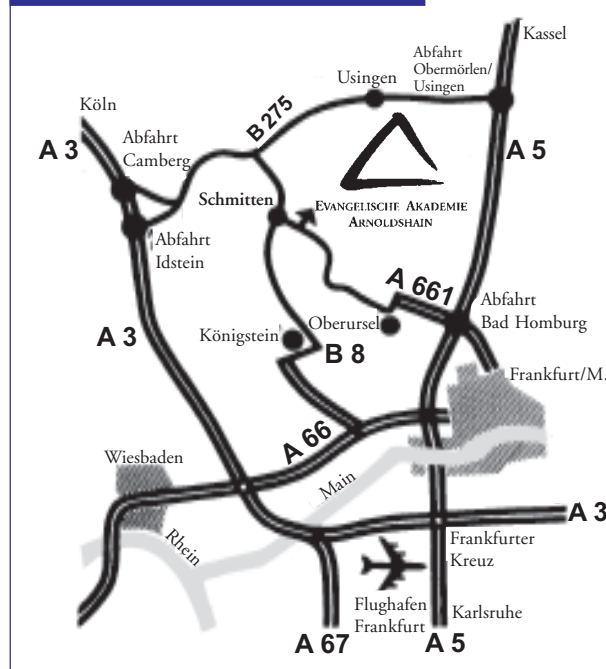 Kassel
Abfahrt
Obermörlen/
Usingen
Usingen
Köln
B 275
A 3
Abfahrt
Camberg
A 5
Schmitten
EVANGELISCHE AKADEMIE
ARNOLDSHAIN
Abfahrt
Idstein
A 661
Abfahrt
Bad Homburg
A 3
Königstein
Oberursel
B 8
Frankfurt/M.
A 66
Wiesbaden
Main
Rhein
A 3
Frankfurter
Kreuz
Flughafen
Frankfurt
Karlsruhe
A 67
A 5